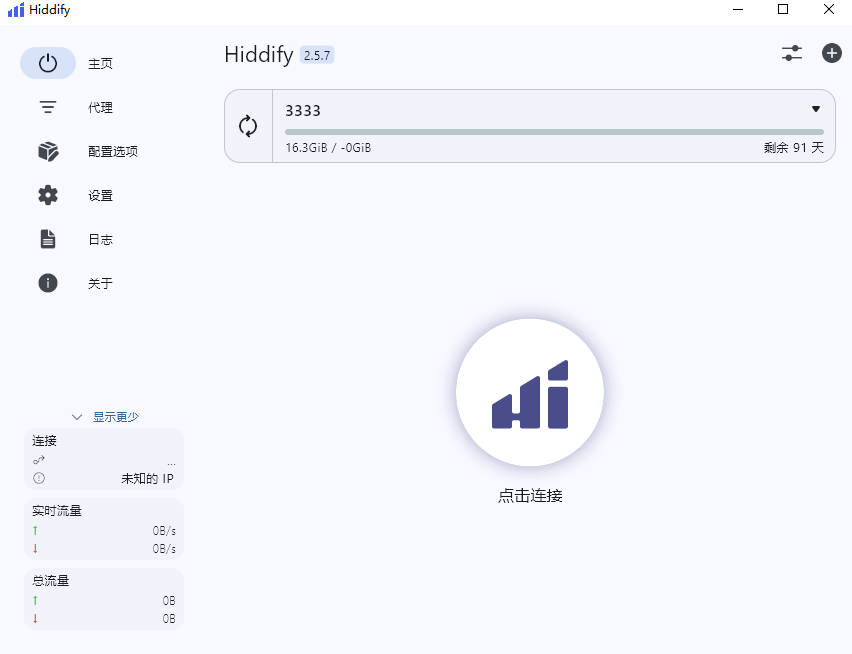 Hiddify
主页
代理
配置选项
设置
日志
关于
显示更少
连接
...
未知的 IP
实时流量
↑ 0B/s
↓ 0B/s
总流量
↑ 0B
↓ 0B
Hiddify 2.5.7
3333
16.3GiB / -0GiB 剩余 91 天
点击连接